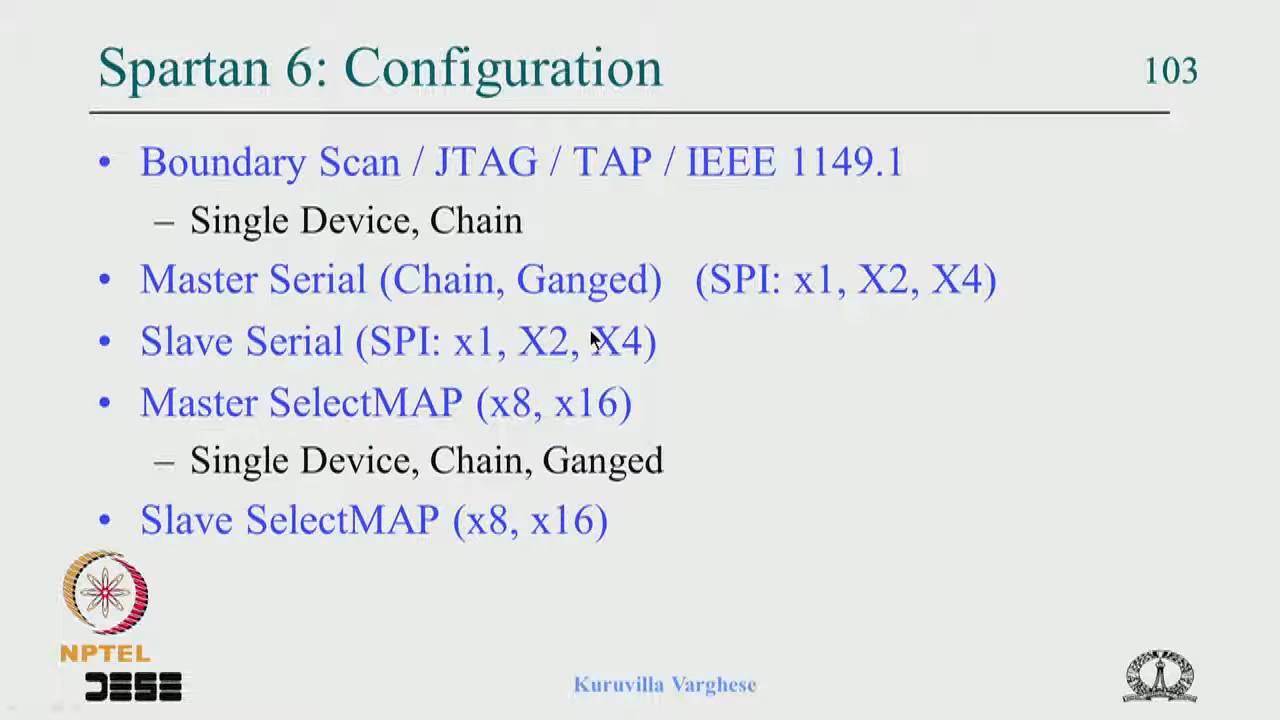 Spartan 6: Configuration 103
• Boundary Scan / JTAG / TAP / IEEE 1149.1
– Single Device, Chain
• Master Serial (Chain, Ganged) (SPI: x1, X2, X4)
• Slave Serial (SPI: x1, X2, X4)
• Master SelectMAP (x8, x16)
– Single Device, Chain, Ganged
• Slave SelectMAP (x8, x16)
NPTEL
DESE
Kuruvilla Varghese